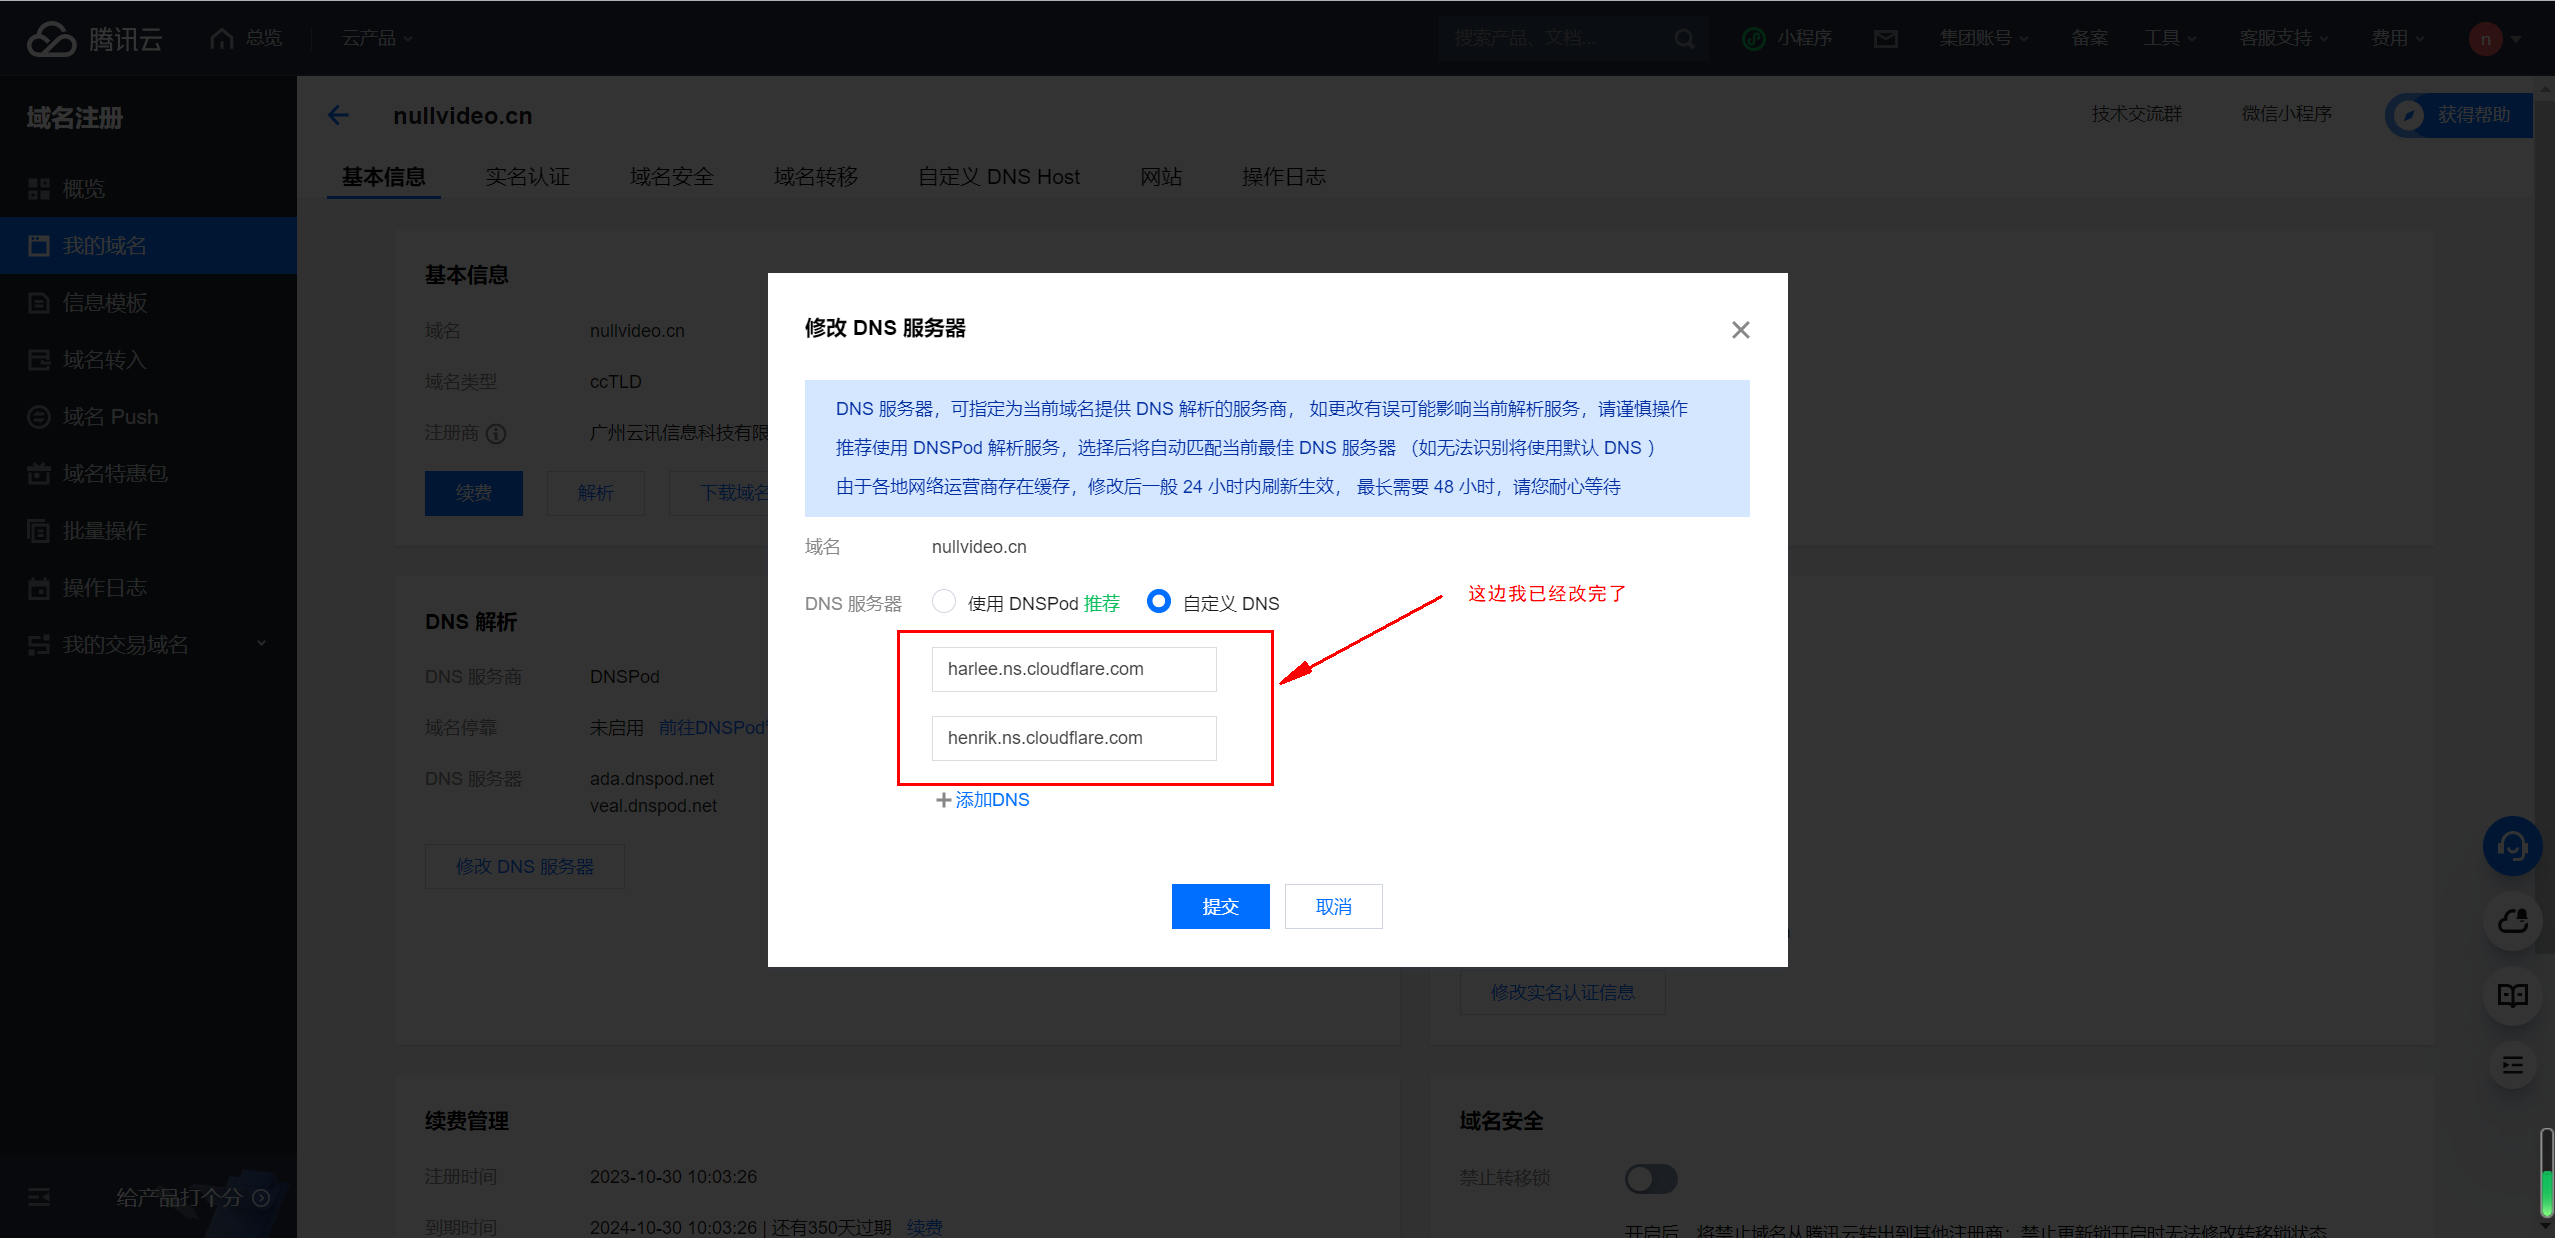 腾讯云
总览
云产品
搜索产品、文档...
小程序
集团账号
备案
工具
客服支持
费用
n
域名注册
概览
我的域名
信息模板
域名转入
域名 Push
域名特惠包
批量操作
操作日志
我的交易域名
给产品打个分
nullvideo.cn
技术交流群
微信小程序
获得帮助
基本信息
实名认证
域名安全
域名转移
自定义 DNS Host
网站
操作日志
基本信息
域名
nullvideo.cn
域名类型
ccTLD
注册商
广州云讯信息科技有限
续费
解析
下载域名
DNS 解析
DNS 服务商
DNSPod
域名停靠
未启用
前往DNSPod
DNS 服务器
ada.dnspod.net
veal.dnspod.net
修改 DNS 服务器
修改 DNS 服务器
DNS 服务器，可指定为当前域名提供 DNS 解析的服务商， 如更改有误可能影响当前解析服务，请谨慎操作
推荐使用 DNSPod 解析服务，选择后将自动匹配当前最佳 DNS 服务器 （如无法识别将使用默认 DNS ）
由于各地网络运营商存在缓存，修改后一般 24 小时内刷新生效， 最长需要 48 小时，请您耐心等待
域名
nullvideo.cn
DNS 服务器
使用 DNSPod 推荐
自定义 DNS
这边我已经改完了
harlee.ns.cloudflare.com
henrik.ns.cloudflare.com
添加DNS
提交
取消
修改实名认证信息
续费管理
注册时间
2023-10-30 10:03:26
到期时间
2024-10-30 10:03:26 | 还有350天过期 续费
域名安全
禁止转移锁
开启后，将禁止域名从腾讯云转出到其他注册商；禁止更新锁开启时无法修改转移锁状态